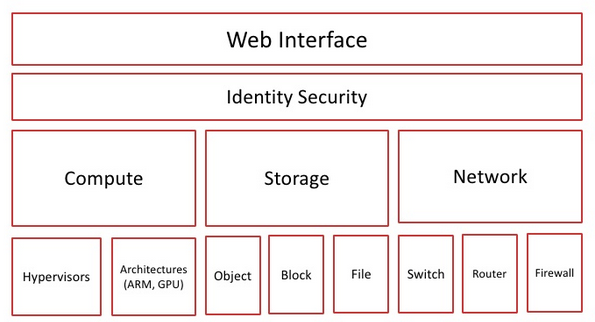 Web Interface
Identity Security
Compute
Storage
Network
Hypervisors
Architectures
(ARM, GPU)
Object
Block
File
Switch
Router
Firewall